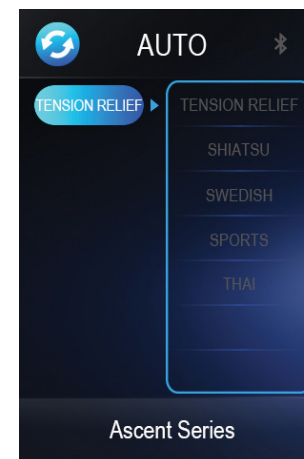 AUTO
TENSION RELIEF
TENSION RELIEF
SHIATSU
SWEDISH
SPORTS
THAI
Ascent Series